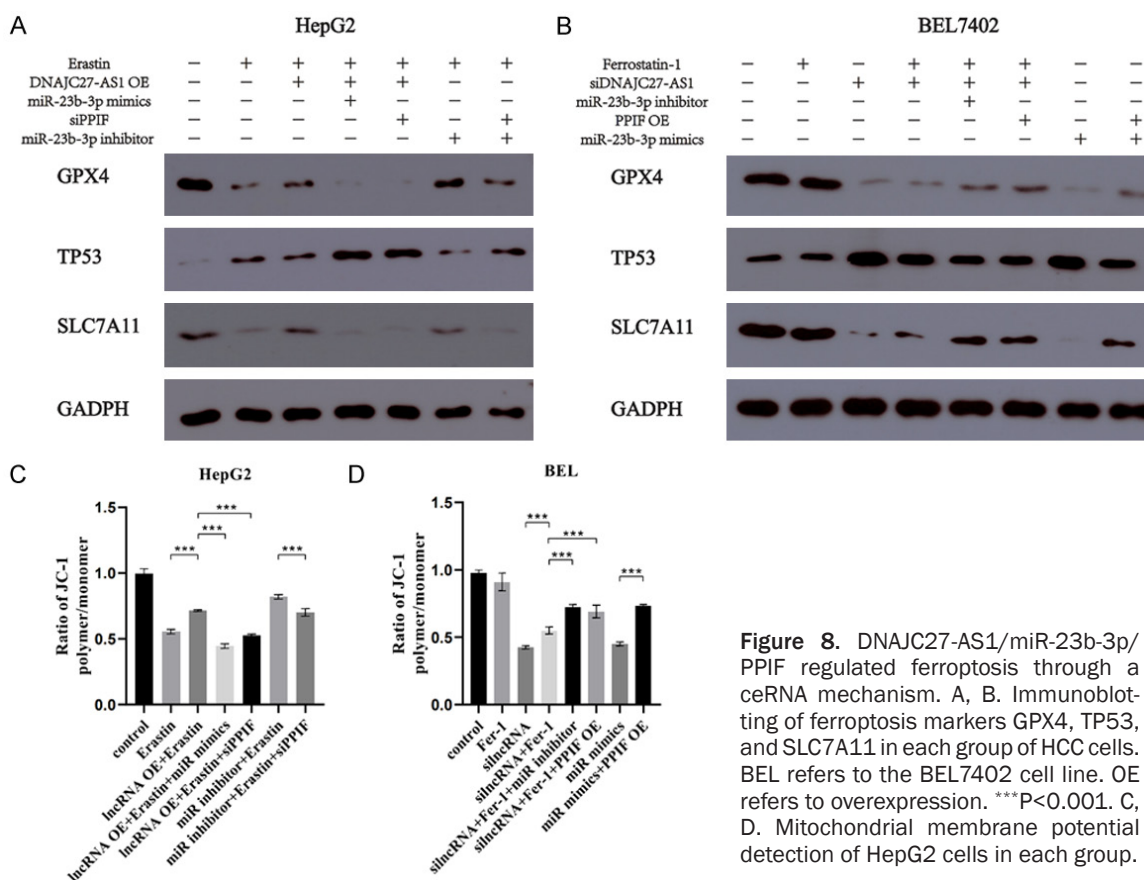 A
HepG2
Erastin - + + + + + +
DNAJC27-AS1 OE - - + + + - -
miR-23b-3p mimics - - - + - - -
siPPIF - - - - + - +
miR-23b-3p inhibitor - - - - - + +
GPX4
TP53
SLC7A11
GADPH
B
BEL7402
Ferrostatin-1 - + - + + + - -
siDNAJC27-AS1 - - + + + + - -
miR-23b-3p inhibitor - - - - + - - -
PPIF OE - - - - - + - +
miR-23b-3p mimics - - - - - - + +
GPX4
TP53
SLC7A11
GADPH
C
HepG2
Ratio of JC-1
polymer/monomer
1.5
1.0
0.5
0.0
***
***
***
***
control
Erastin
lncRNA OE+Erastin
lncRNA OE+Erastin+miR mimics
lncRNA OE+Erastin+siPPIF
miR inhibitor+Erastin
miR inhibitor+Erastin+siPPIF
D
BEL
Ratio of JC-1
polymer/monomer
1.5
1.0
0.5
0.0
***
***
***
***
control
Fer-1
silncRNA
silncRNA+Fer-1
silncRNA+Fer-1+miR inhibitor
silncRNA+Fer-1+PPIF OE
miR mimics
miR mimics+PPIF OE
Figure 8. DNAJC27-AS1/miR-23b-3p/
PPIF regulated ferroptosis through a
ceRNA mechanism. A, B. Immunoblot-
ting of ferroptosis markers GPX4, TP53,
and SLC7A11 in each group of HCC cells.
BEL refers to the BEL7402 cell line. OE
refers to overexpression. ***P<0.001. C,
D. Mitochondrial membrane potential
detection of HepG2 cells in each group.